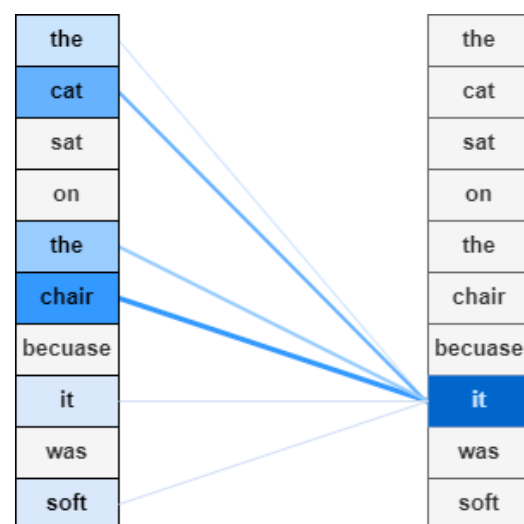 the
cat
sat
on
the
chair
becuase
it
was
soft
the
cat
sat
on
the
chair
becuase
it
was
soft